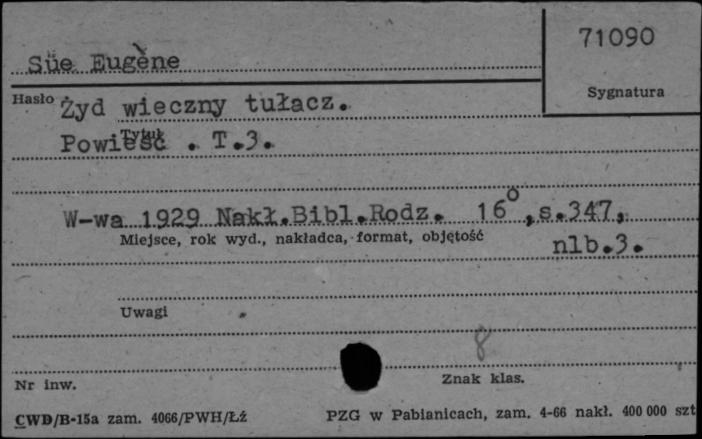 71090
Süe Eugène
Sygnatura
Hasło Żyd wieczny tułacz.
Tytuł
Powieść . T.3.
W-wa 1929 Nakł.Bibl.Rodz. 16°,s.347,
Miejsce, rok wyd., nakładca, format, objętość
nlb.3.
Uwagi
8
Nr inw.
Znak klas.
CWD/B-15a zam. 4066/PWH/Łź PZG w Pabianicach, zam. 4-66 nakł. 400 000 szt